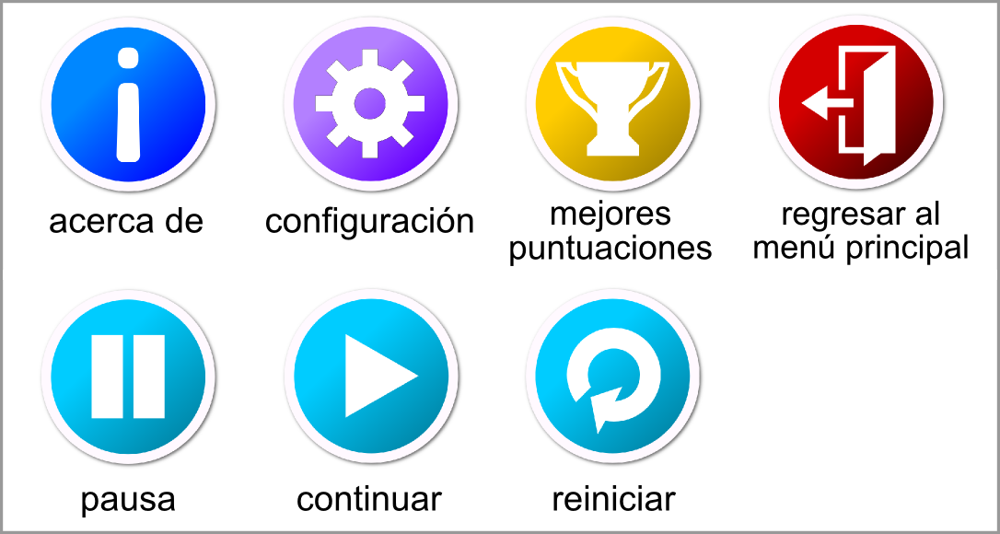 acerca de
configuración
mejores
puntuaciones
regresar al
menú principal
pausa
continuar
reiniciar